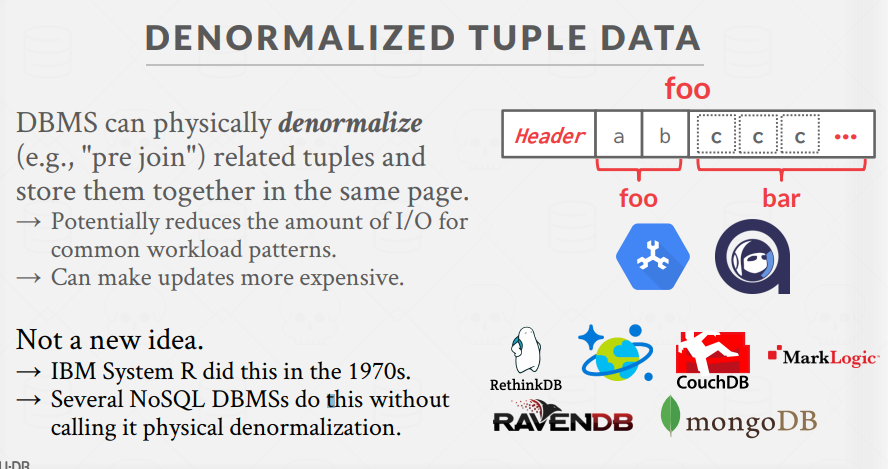 DENORMALIZED TUPLE DATA
DBMS can physically denormalize
(e.g., "pre join") related tuples and
store them together in the same page.
→ Potentially reduces the amount of I/O for
common workload patterns.
→ Can make updates more expensive.
Not a new idea.
→ IBM System R did this in the 1970s.
→ Several NoSQL DBMSs do this without
calling it physical denormalization.
foo
Header a b c c c •••
foo bar
RethinkDB
CouchDB
MarkLogic
RAVENDB
mongoDB